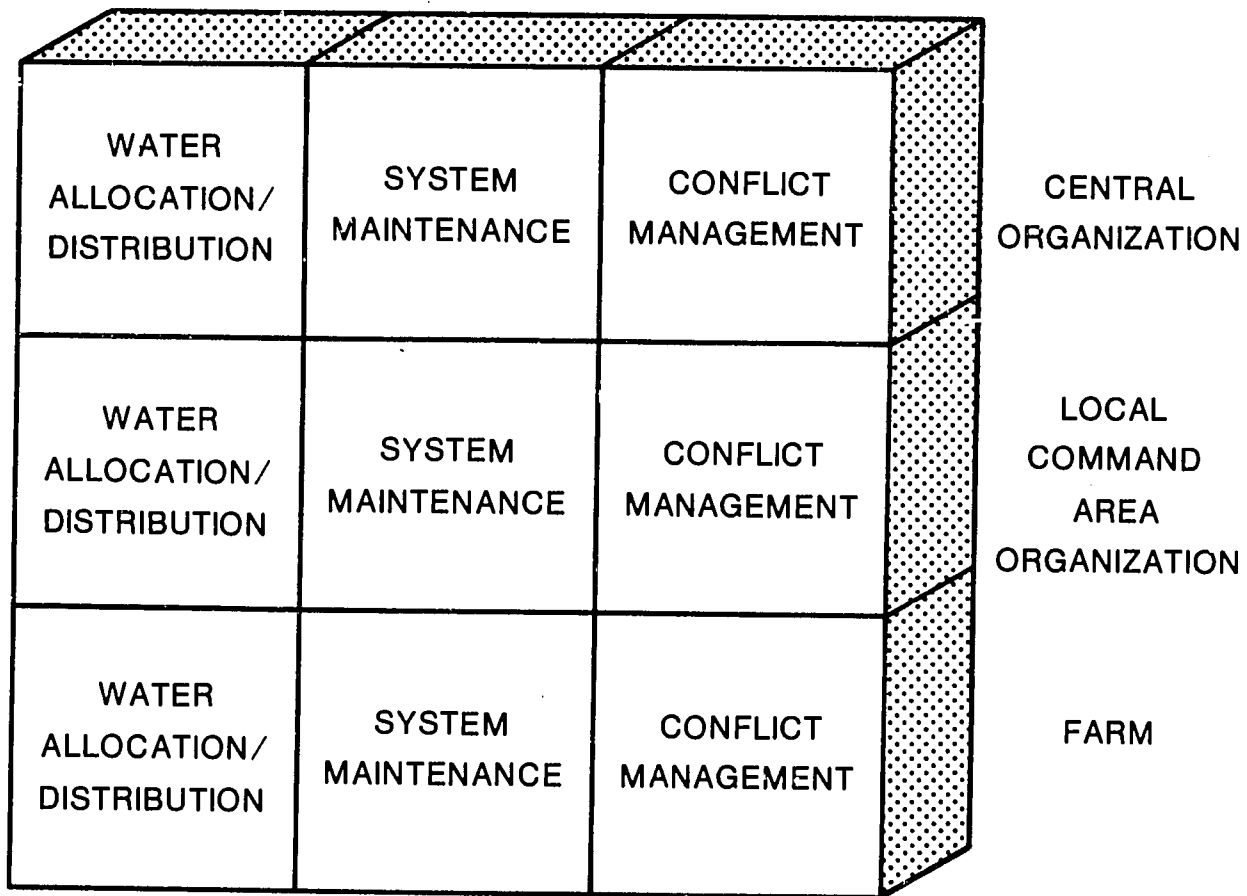 WATER
ALLOCATION/
DISTRIBUTION
SYSTEM
MAINTENANCE
CONFLICT
MANAGEMENT
CENTRAL
ORGANIZATION
WATER
ALLOCATION/
DISTRIBUTION
SYSTEM
MAINTENANCE
CONFLICT
MANAGEMENT
LOCAL
COMMAND
AREA
ORGANIZATION
WATER
ALLOCATION/
DISTRIBUTION
SYSTEM
MAINTENANCE
CONFLICT
MANAGEMENT
FARM